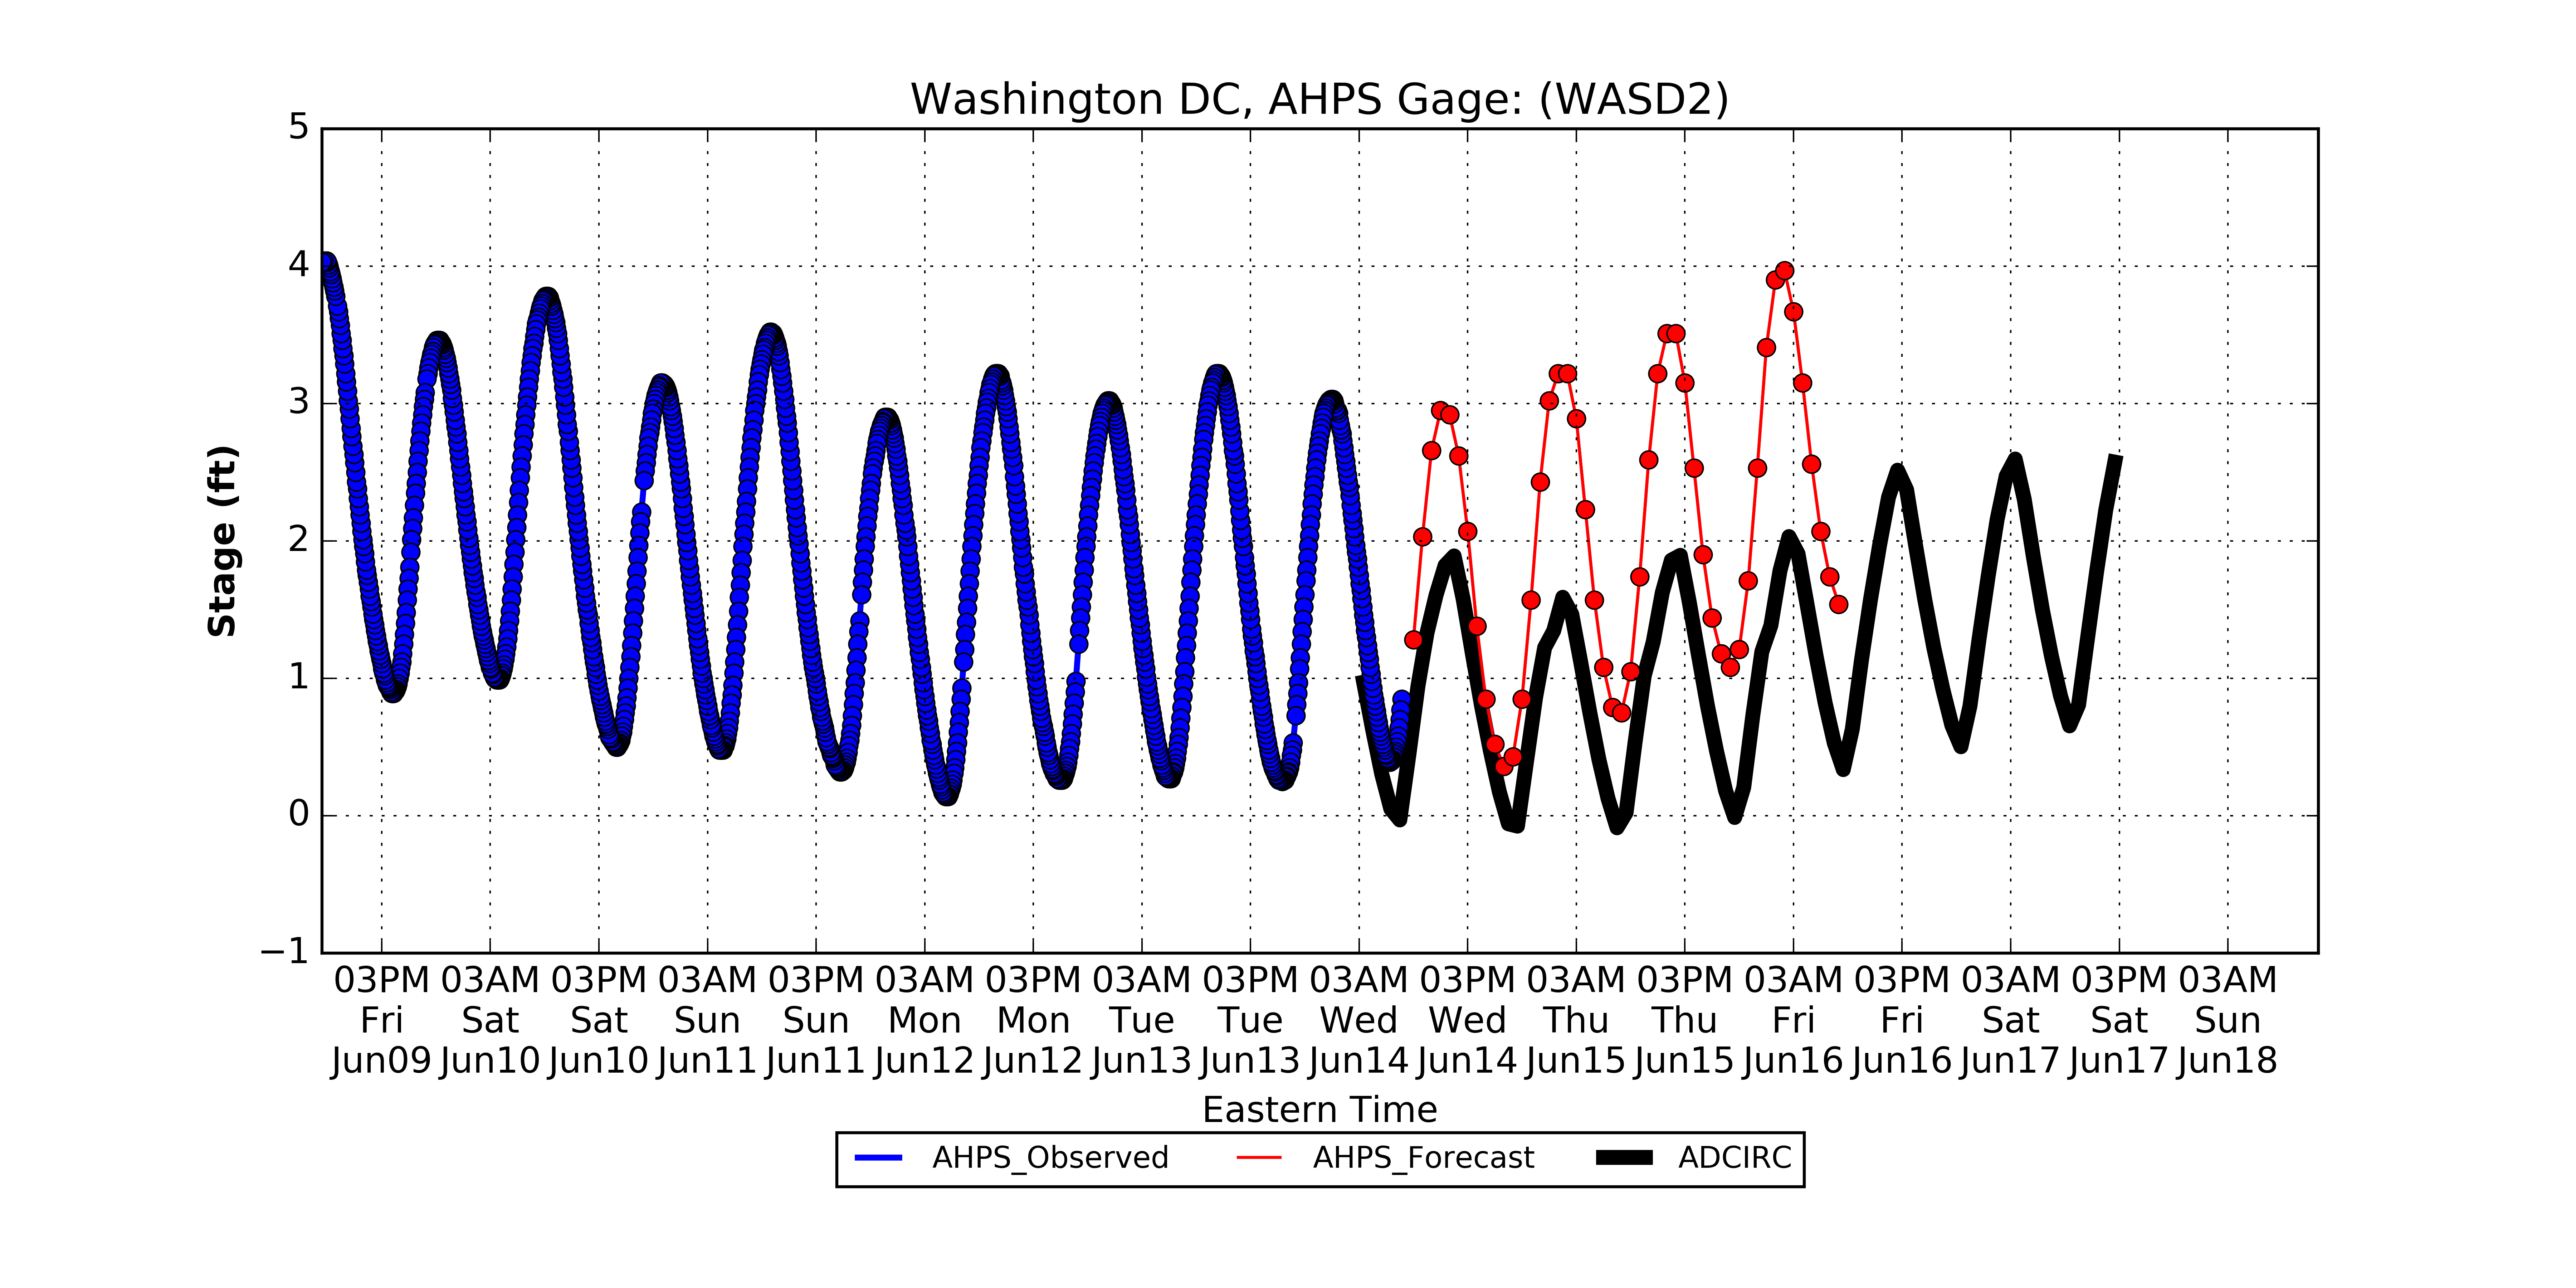 Washington DC, AHPS Gage: (WASD2)
5
4
3
2
1
0
−1
Stage (ft)
03PM 03AM 03PM 03AM 03PM 03AM 03PM 03AM 03PM 03AM 03PM 03AM 03PM 03AM 03PM 03AM 03PM 03AM
Fri Sat Sat Sun Sun Mon Mon Tue Tue Wed Wed Thu Thu Fri Fri Sat Sat Sun
Jun09 Jun10 Jun10 Jun11 Jun11 Jun12 Jun12 Jun13 Jun13 Jun14 Jun14 Jun15 Jun15 Jun16 Jun16 Jun17 Jun17 Jun18
Eastern Time
AHPS_Observed AHPS_Forecast ADCIRC